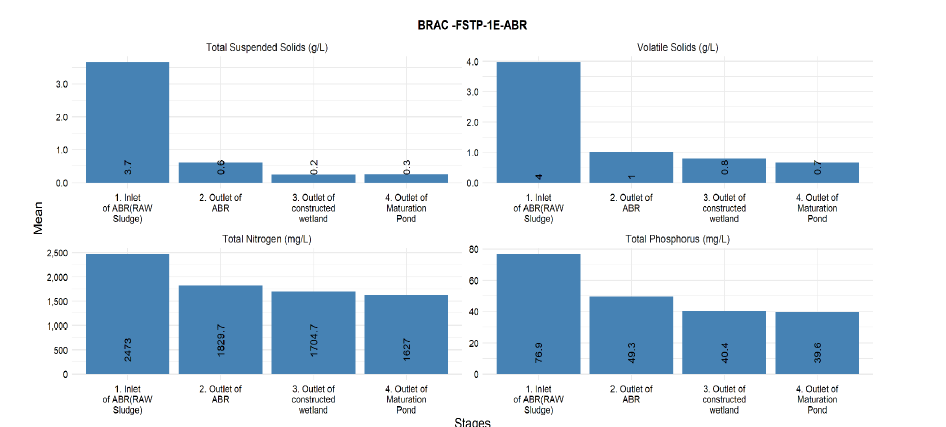 BRAC -FSTP-1E-ABR
Total Suspended Solids (g/L)
3.0
2.0
1.0
0.0
3.7
0.6
0.2
0.3
1. Inlet
of ABR(RAW
Sludge)
2. Outlet of
ABR
3. Outlet of
constructed
wetland
4. Outlet of
Maturation
Pond
Volatile Solids (g/L)
4.0
3.0
2.0
1.0
0.0
4
1
0.8
0.7
1. Inlet
of ABR(RAW
Sludge)
2. Outlet of
ABR
3. Outlet of
constructed
wetland
4. Outlet of
Maturation
Pond
Mean
Total Nitrogen (mg/L)
2,500
2,000
1,500
1,000
500
0
2473
1829.7
1704.7
1627
1. Inlet
of ABR(RAW
Sludge)
2. Outlet of
ABR
3. Outlet of
constructed
wetland
4. Outlet of
Maturation
Pond
Total Phosphorus (mg/L)
80
60
40
20
0
76.9
49.3
40.4
39.6
1. Inlet
of ABR(RAW
Sludge)
2. Outlet of
ABR
3. Outlet of
constructed
wetland
4. Outlet of
Maturation
Pond
Stages